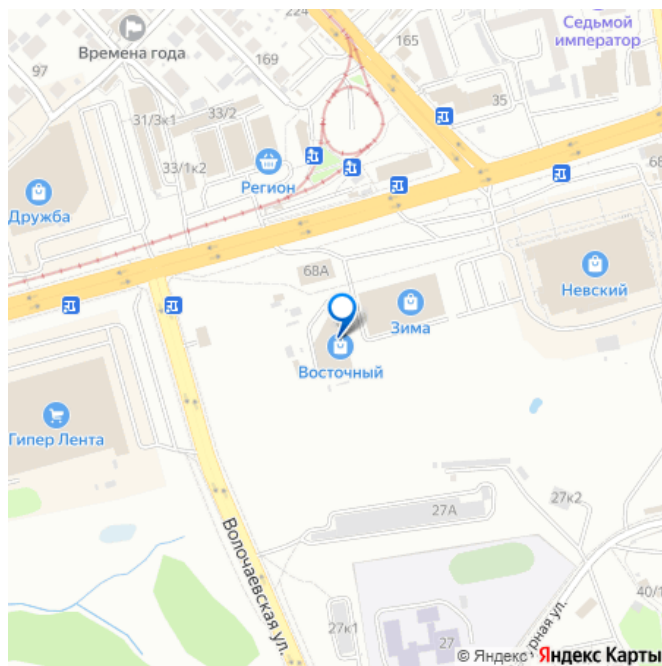 224
Седьмой
император
Времена года
169
165
97
35
31/3к1
33/2
33/1к2
Регион
Дружба
68
68А
Невский
Зима
Восточный
Гипер Лента
27А
27к2
Волочаевская ул.
40/1
27к1
27
рная ул.
© Яндекс Яндекс Карты